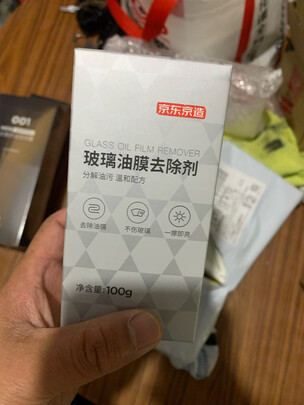 京东京造
GLASS OIL FILM REMOVER
玻璃油膜去除剂
分解油污 温和配方
去除油膜
不伤玻璃
一擦即亮
净含量:100g
001